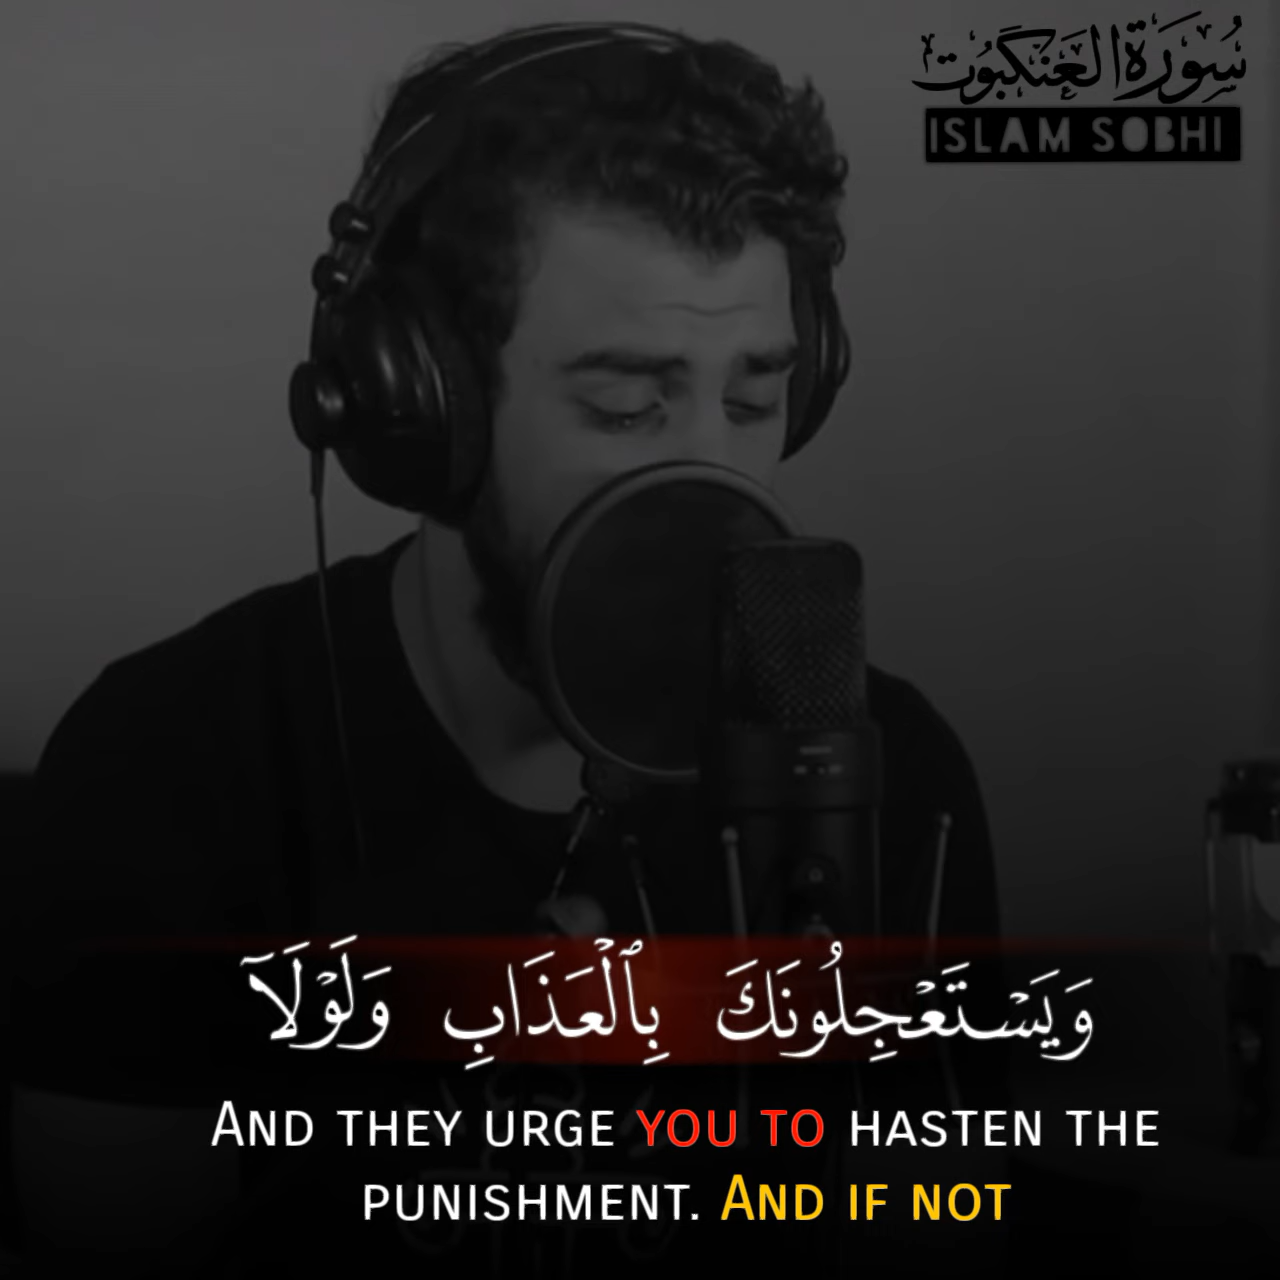 سُورَةُ العَنكَبُوت
ISLAM SOBHI
وَيَسْتَعْجِلُونَكَ بِٱلْعَذَابِ وَلَوْلَآ
AND THEY URGE YOU TO HASTEN THE
PUNISHMENT. AND IF NOT